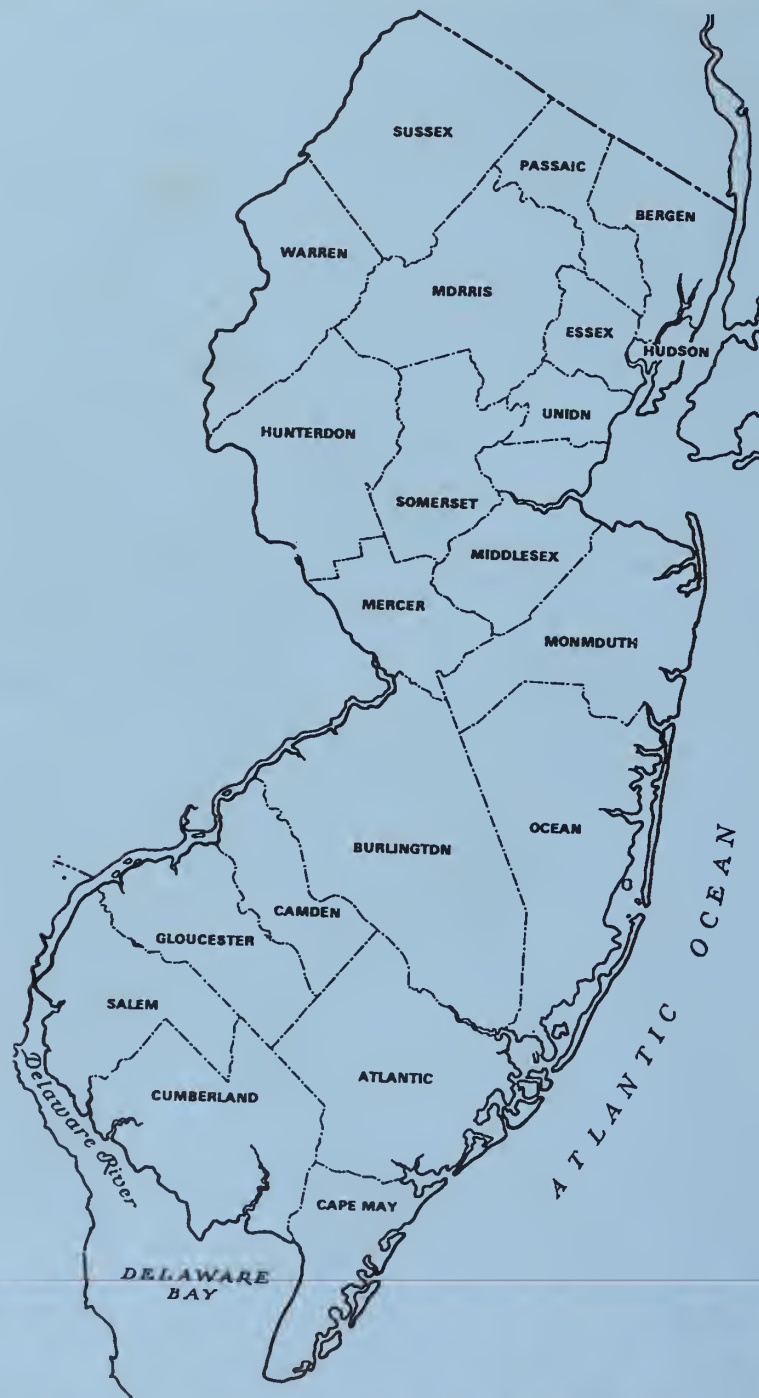 SUSSEX
PASSAIC
BERGEN
WARREN
MDRRIS
ESSEX
HUDSON
UNIDN
HUNTERDON
SOMERSET
MIDDLESEX
MERCER
MONMDUTH
OCEAN
BURLINGTDN
CAMDEN
GLOUCESTER
SALEM
ATLANTIC
CUMBERLAND
CAPE MAY
Delaware River
DELAWARE
BAY
ATLANTIC OCEAN